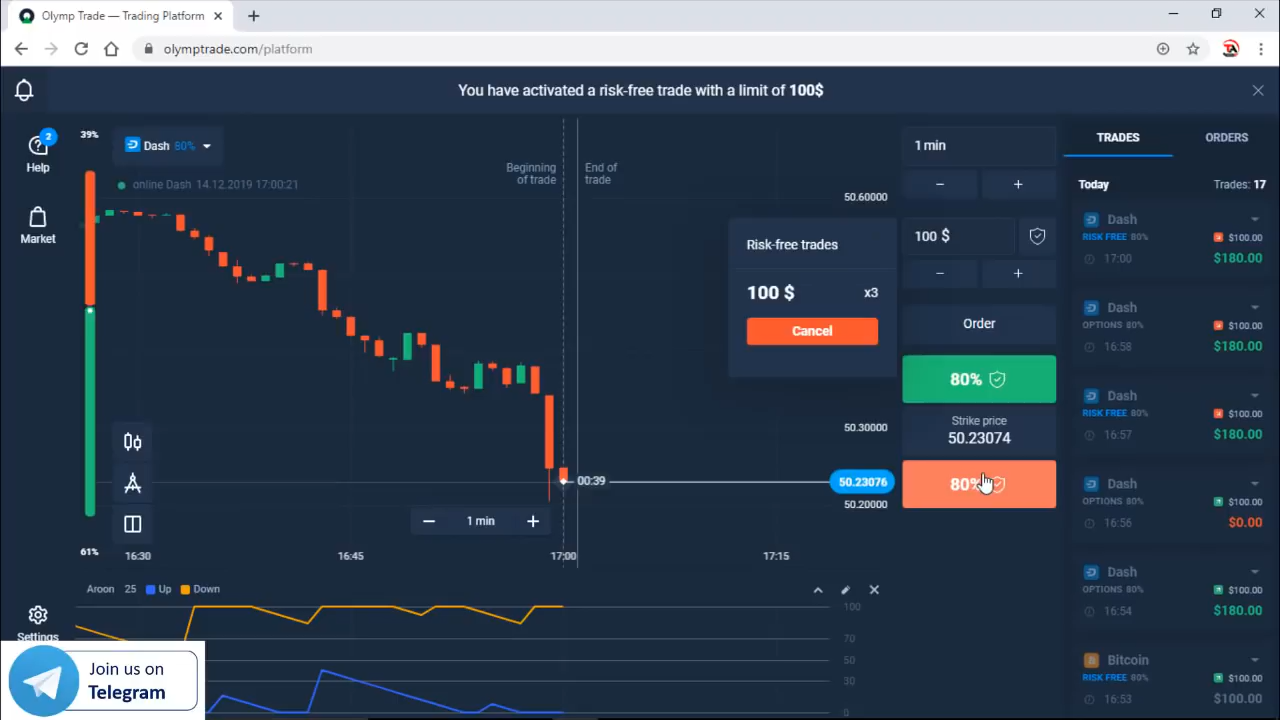 Olymp Trade — Trading Platform
olymptrade.com/platform
You have activated a risk-free trade with a limit of 100$
2
Help
Market
Settings
39%
61%
Dash 80%
online Dash 14.12.2019 17:00:21
Beginning of trade
End of trade
50.60000
50.30000
50.23076
50.20000
00:39
1 min
16:30
16:45
17:00
17:15
Aroon 25 Up Down
100
70
50
30
0
Risk-free trades
100 $ x3
Cancel
1 min
− +
100 $
− +
Order
80%
Strike price
50.23074
80%
TRADES ORDERS
Today Trades: 17
Dash
RISK FREE 80% $100.00
17:00 $180.00
Dash
OPTIONS 80% $100.00
16:58 $180.00
Dash
RISK FREE 80% $100.00
16:57 $180.00
Dash
OPTIONS 80% $100.00
16:56 $0.00
Dash
OPTIONS 80% $100.00
16:54 $180.00
Bitcoin
RISK FREE 80% $100.00
16:53 $100.00
Join us on
Telegram